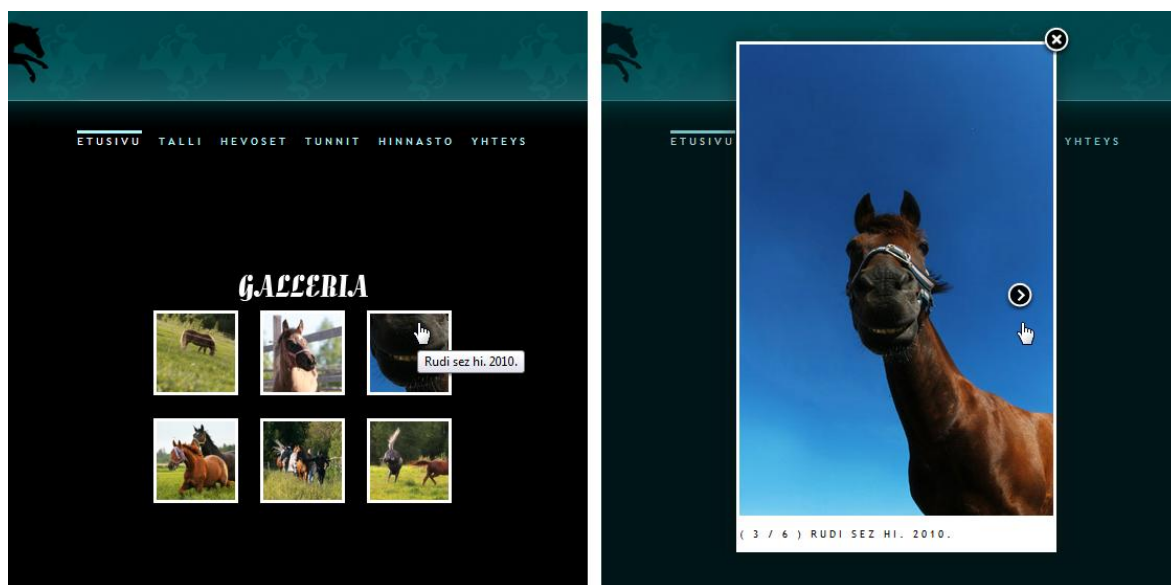 ETUSIVU TALLI HEVOSET TUNNIT HINNASTO YHTEYS
GALLERIA
Rudi sez hi. 2010.
ETUSIVU YHTEYS
( 3 / 6 ) RUDI SEZ HI. 2010.